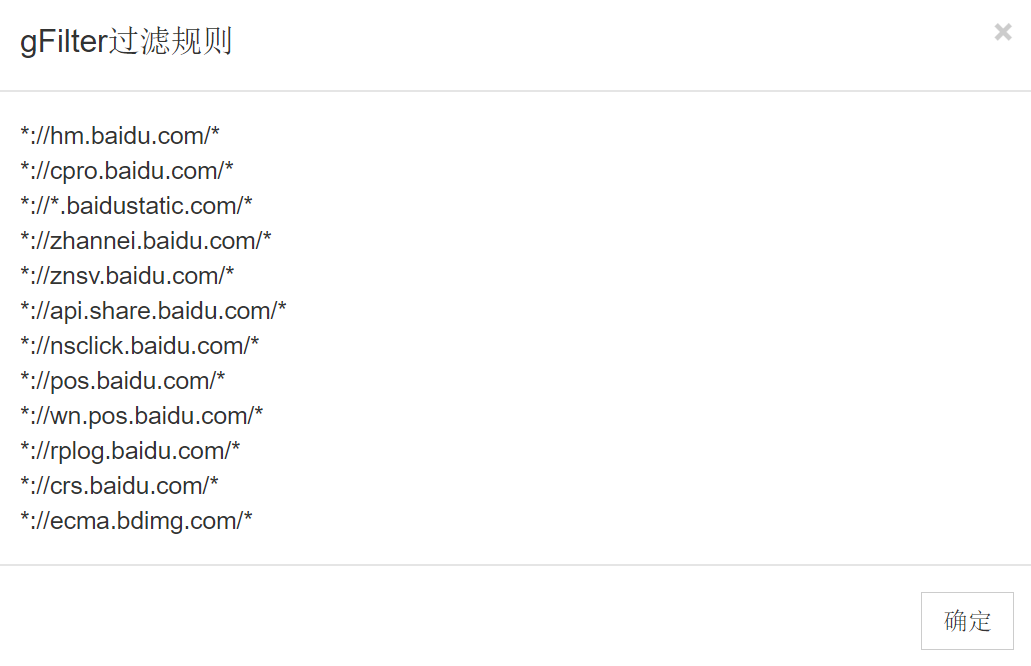 gFilter过滤规则
×
*://hm.baidu.com/*
*://cpro.baidu.com/*
*://*.baidustatic.com/*
*://zhannei.baidu.com/*
*://znsv.baidu.com/*
*://api.share.baidu.com/*
*://nsclick.baidu.com/*
*://pos.baidu.com/*
*://wn.pos.baidu.com/*
*://rplog.baidu.com/*
*://crs.baidu.com/*
*://ecma.bdimg.com/*
确定